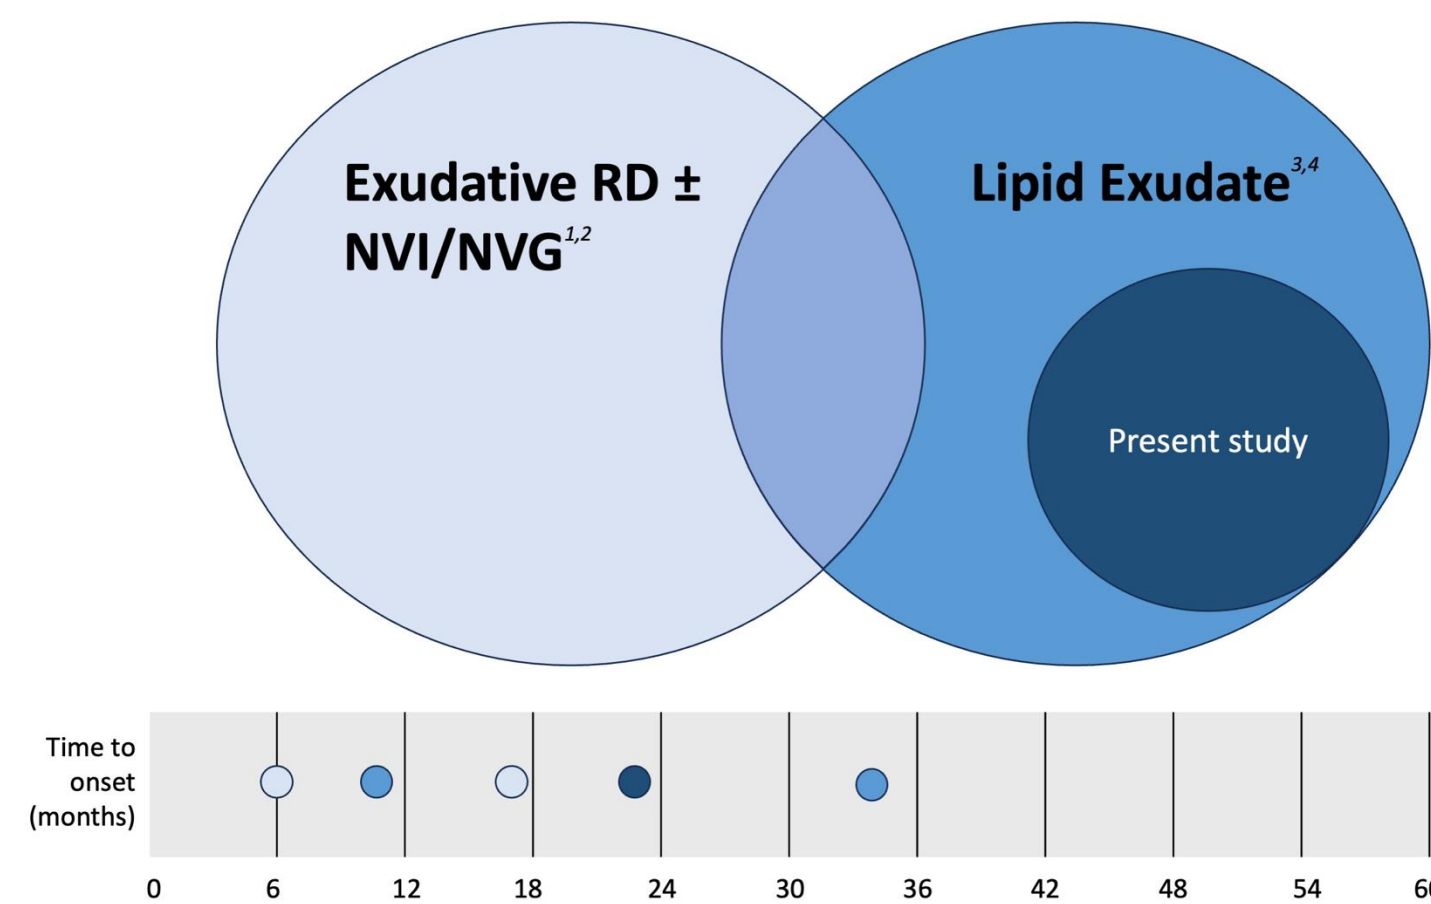 Exudative RD ±
NVI/NVG1,2
Lipid Exudate3,4
Present study
Time to
onset
(months)
0 6 12 18 24 30 36 42 48 54